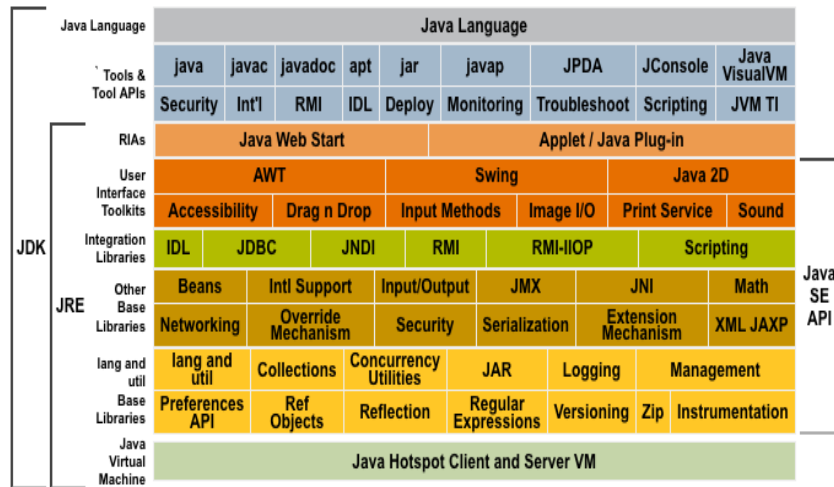 Java Language
Java Language
` Tools &
Tool APIs
java javac javadoc apt jar javap JPDA JConsole Java VisualVM
Security Int'l RMI IDL Deploy Monitoring Troubleshoot Scripting JVM TI
RIAs
Java Web Start Applet / Java Plug-in
User
Interface
Toolkits
AWT Swing Java 2D
Accessibility Drag n Drop Input Methods Image I/O Print Service Sound
JDK
Integration
Libraries
IDL JDBC JNDI RMI RMI-IIOP Scripting
JRE
Other
Base
Libraries
Beans Intl Support Input/Output JMX JNI Math
Networking Override Mechanism Security Serialization Extension Mechanism XML JAXP
Java
SE
API
lang and
util
Base
Libraries
lang and util Collections Concurrency Utilities JAR Logging Management
Preferences API Ref Objects Reflection Regular Expressions Versioning Zip Instrumentation
Java
Virtual
Machine
Java Hotspot Client and Server VM